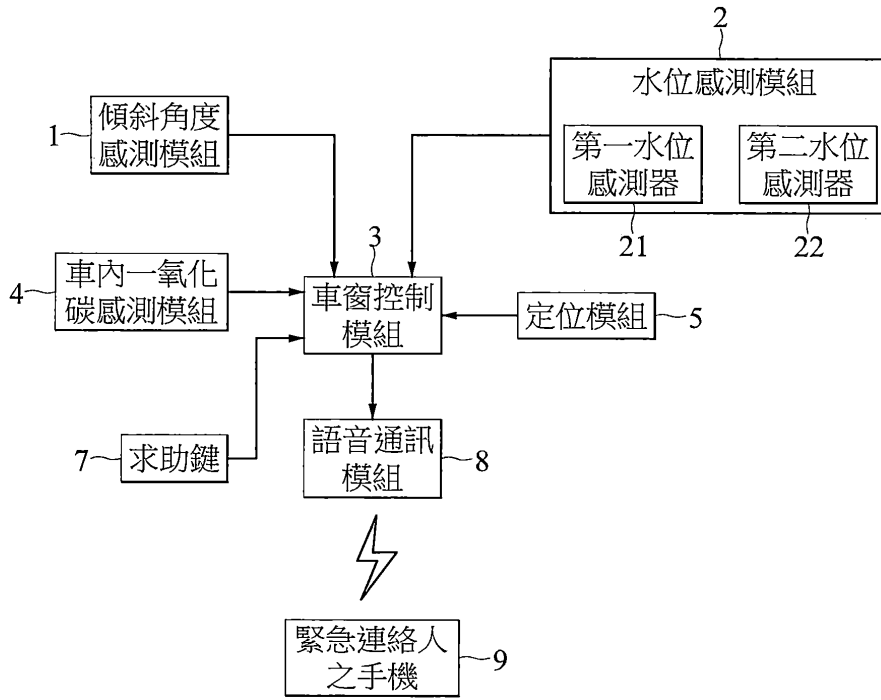 2
水位感測模組
傾斜角度
感測模組
1
第一水位
感測器
第二水位
感測器
21
22
3
車內一氧化
碳感測模組
4
車窗控制
模組
定位模組
5
求助鍵
7
語音通訊
模組
8
緊急連絡人
之手機
9